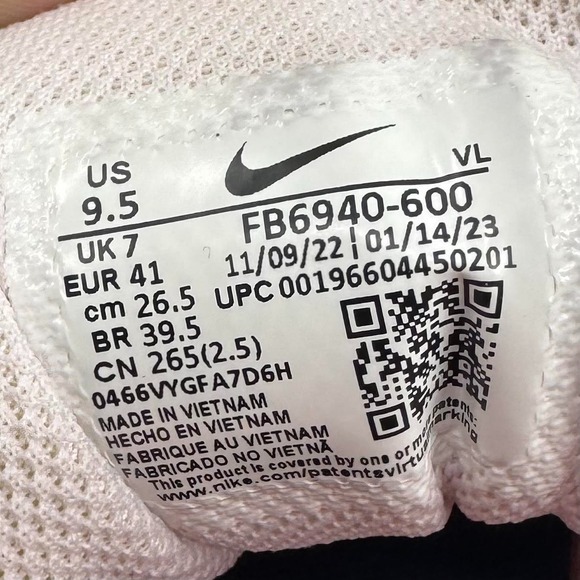 US
9.5
VL
FB6940-600
UK 7
11/09/22 | 01/14/23
EUR 41
UPC 00196604450201
cm 26.5
BR 39.5
CN 265(2.5)
0466VYGFA7D6H
MADE IN VIETNAM
HECHO EN VIETNAM
FABRIQUE AU VIETNAM
FABRICADO NO VIETNÃ
This product is covered by one or more patents.
www.nike.com/patentsvirtualmarking